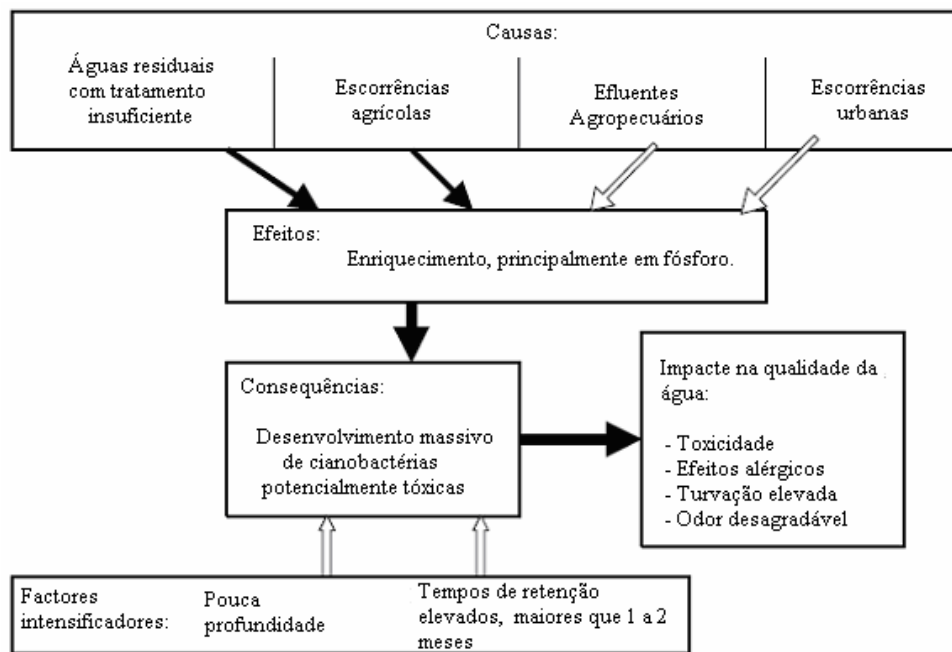 Causas:
Águas residuais
com tratamento
insuficiente
Escorrências
agrícolas
Efluentes
Agropecuários
Escorrências
urbanas
Efeitos:
Enriquecimento, principalmente em fósforo.
Consequências:
Desenvolvimento massivo
de cianobactérias
potencialmente tóxicas
Impacte na qualidade da
água:
- Toxicidade
- Efeitos alérgicos
- Turvação elevada
- Odor desagradável
Factores
intensificadores:
Pouca
profundidade
Tempos de retenção
elevados, maiores que 1 a 2
meses